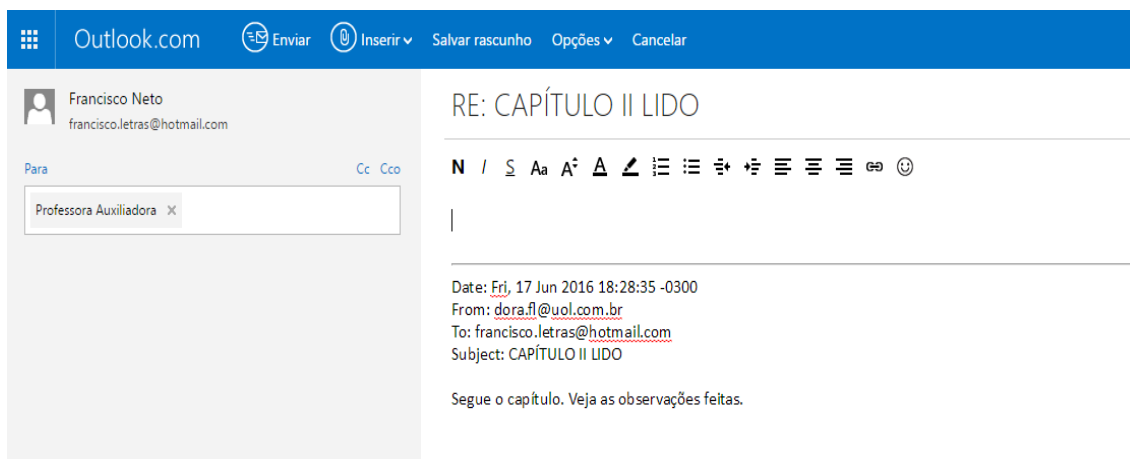 Outlook.com Enviar Inserir Salvar rascunho Opções Cancelar
Francisco Neto
francisco.letras@hotmail.com
Para Cc Cco
Professora Auxiliadora ×
RE: CAPÍTULO II LIDO
N I S Aa A A
Date: Fri, 17 Jun 2016 18:28:35 -0300
From: dora.fl@uol.com.br
To: francisco.letras@hotmail.com
Subject: CAPÍTULO II LIDO
Segue o capítulo. Veja as observações feitas.